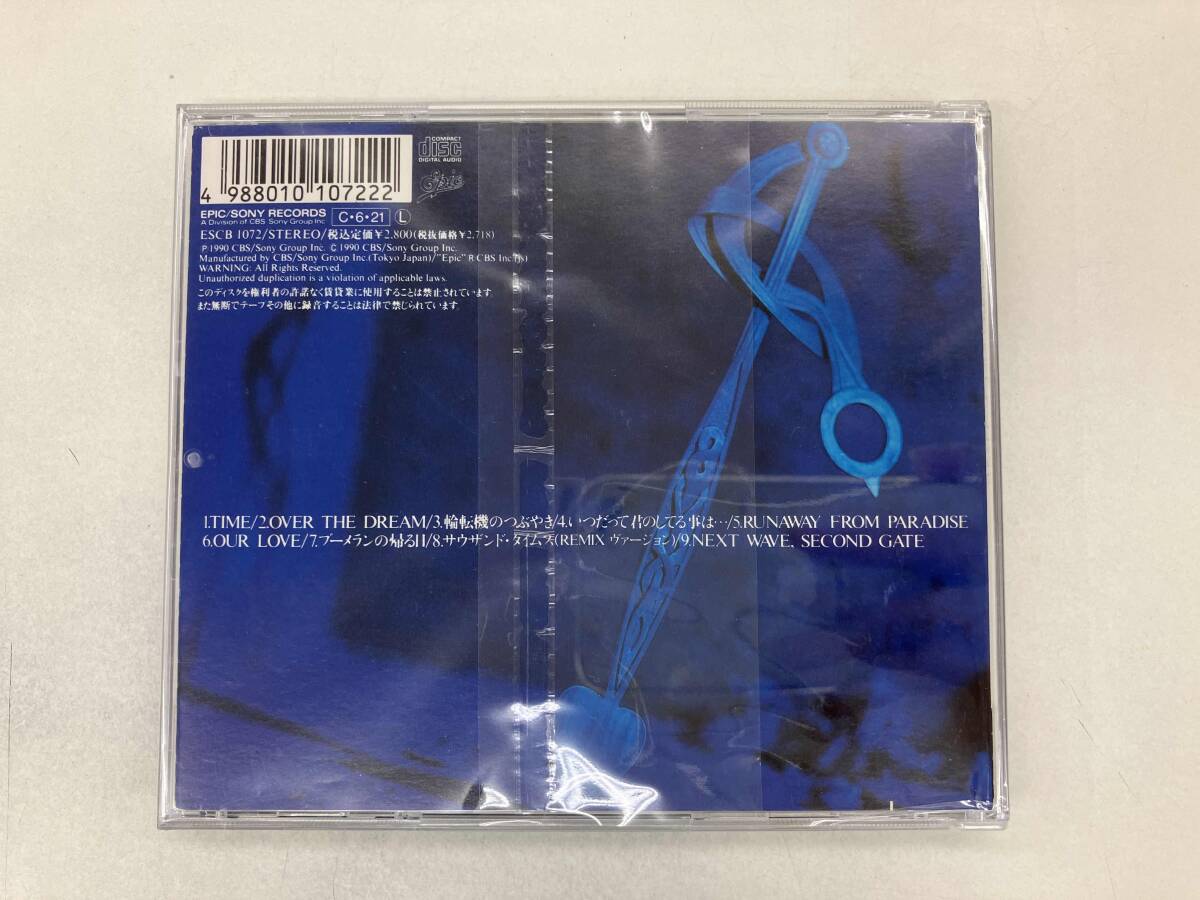 COMPACT
disc
DIGITAL AUDIO
Epic
4 988010 107222
EPIC/SONY RECORDS C・6・21 L
A Division of CBS Sony Group Inc.
ESCB 1072/STEREO/税込定価¥2,800(税抜価格¥2,718)
Ⓟ1990 CBS/Sony Group Inc. Ⓒ1990 CBS/Sony Group Inc.
Manufactured by CBS/Sony Group Inc.(Tokyo Japan)/"Epic" ® CBS Inc.(js)
WARNING: All Rights Reserved.
Unauthorized duplication is a violation of applicable laws.
このディスクを権利者の許諾なく賃貸業に使用することは禁止されています。
また無断でテープその他に録音することは法律で禁じられています。
1.TIME/2.OVER THE DREAM/3.輪転機のつぶやき/4.いつだって君のしてる事は…/5.RUNAWAY FROM PARADISE
6.OUR LOVE/7.ブーメランの帰る日/8.サウザンド・タイムス(REMIX ヴァージョン)/9.NEXT WAVE, SECOND GATE